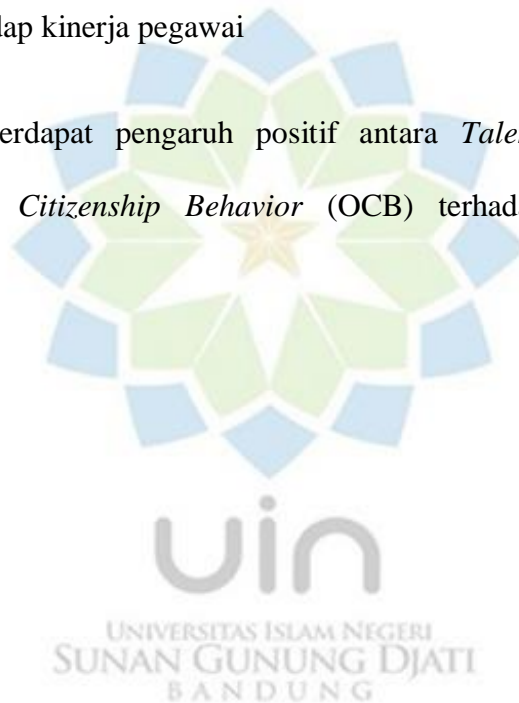 dap kinerja pegawai
erdapat pengaruh positif antara Tale
Citizenship Behavior (OCB) terhada
uin
UNIVERSITAS ISLAM NEGERI
SUNAN GUNUNG DJATI
BANDUNG